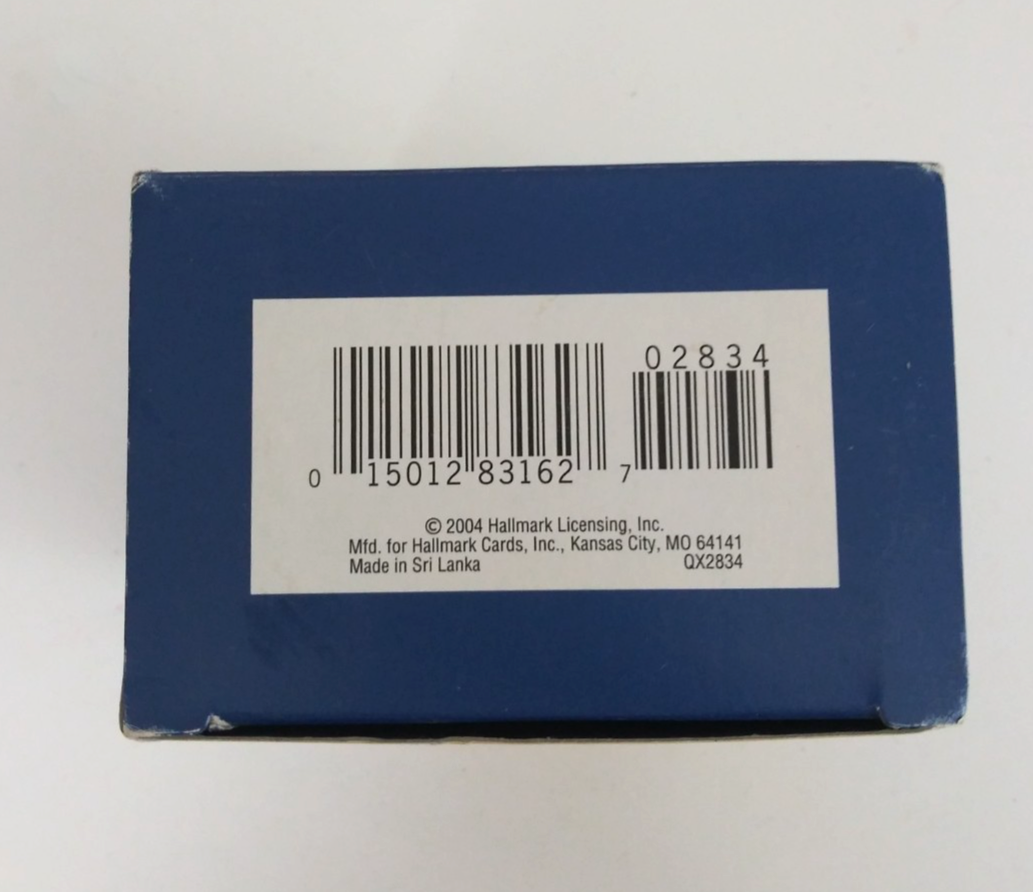 02834
0 15012 83162 7
© 2004 Hallmark Licensing, Inc.
Mfd. for Hallmark Cards, Inc., Kansas City, MO 64141
Made in Sri Lanka QX2834